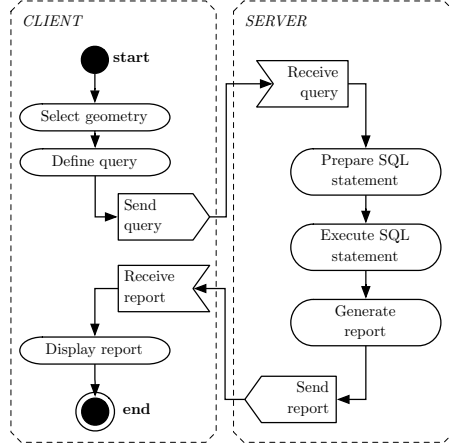 CLIENT
start
Select geometry
Define query
Send
query
Receive
report
Display report
end
SERVER
Receive
query
Prepare SQL
statement
Execute SQL
statement
Generate
report
Send
report